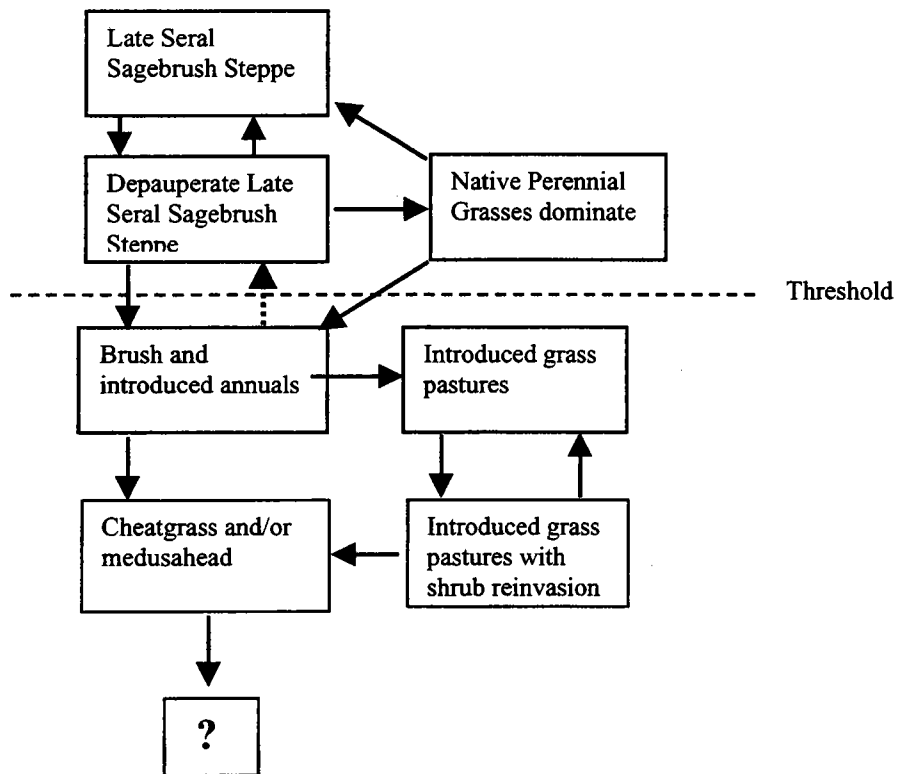 Late Seral
Sagebrush Steppe
Depauperate Late
Seral Sagebrush
Steppe
Native Perennial
Grasses dominate
Threshold
Brush and
introduced annuals
Introduced grass
pastures
Cheatgrass and/or
medusahead
Introduced grass
pastures with
shrub reinvasion
?